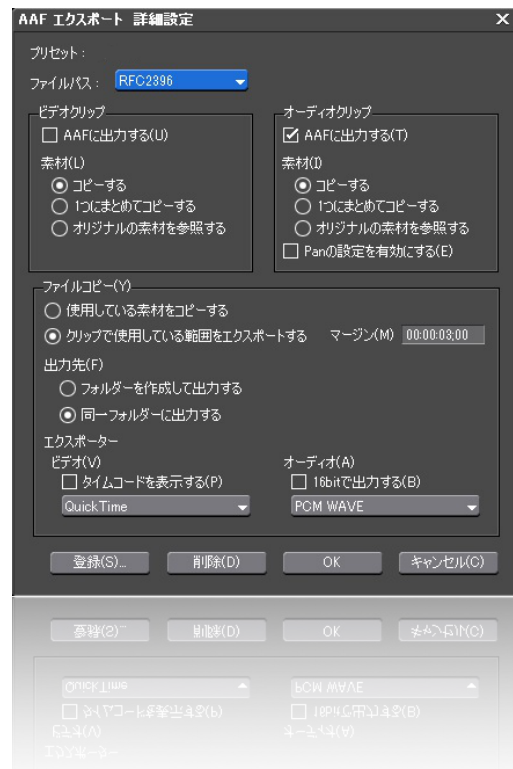 AAF エクスポート 詳細設定
プリセット :
ファイルパス : RFC2396
ビデオクリップ
AAFに出力する(U)
素材(L)
コピーする
1つにまとめてコピーする
オリジナルの素材を参照する
オーディオクリップ
AAFに出力する(T)
素材(I)
コピーする
1つにまとめてコピーする
オリジナルの素材を参照する
Panの設定を有効にする(E)
ファイルコピー(Y)
使用している素材をコピーする
クリップで使用している範囲をエクスポートする マージン(M) 00:00:03;00
出力先(F)
フォルダーを作成して出力する
同一フォルダーに出力する
エクスポーター
ビデオ(V)
タイムコードを表示する(P)
QuickTime
オーディオ(A)
16bitで出力する(B)
PCM WAVE
登録(S)... 削除(D) OK キャンセル(C)